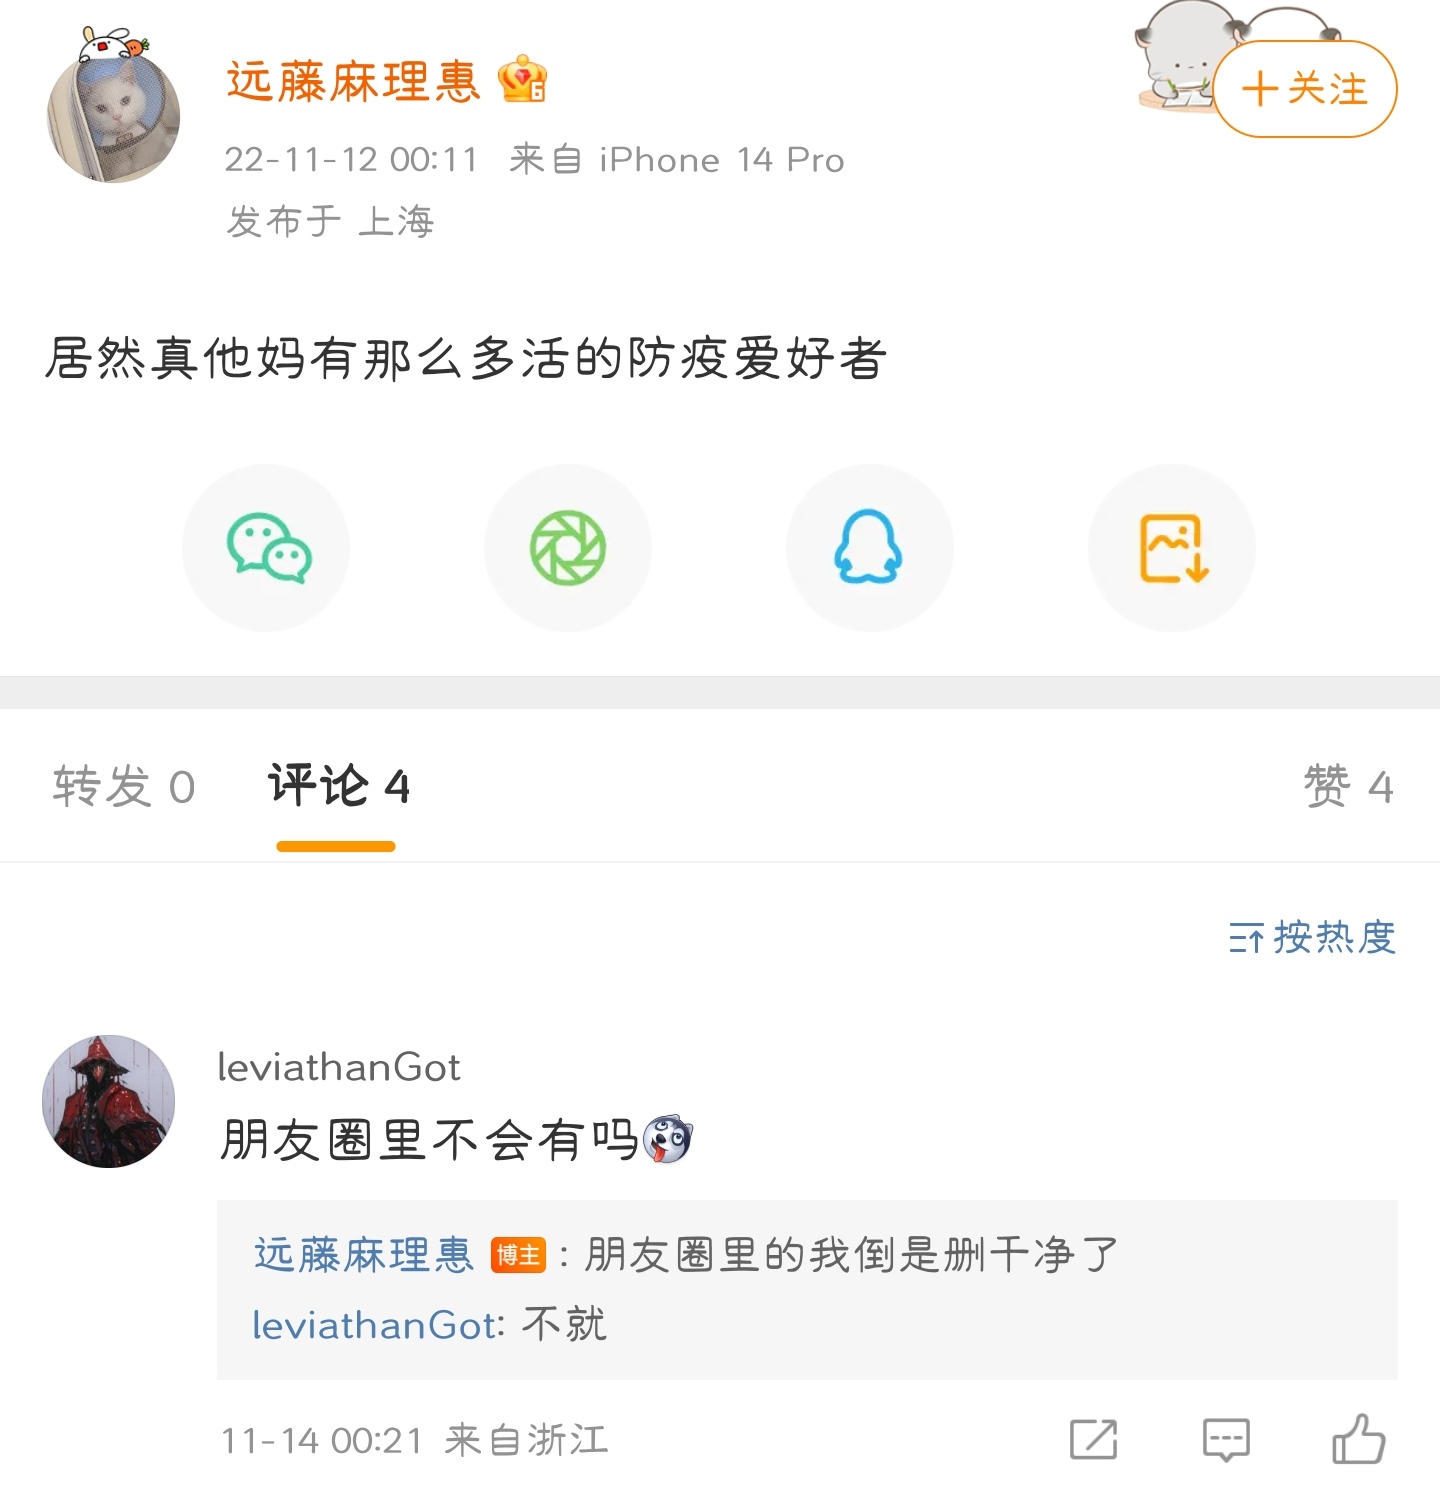 远藤麻理惠 6
+关注
22-11-12 00:11 来自 iPhone 14 Pro
发布于 上海
居然真他妈有那么多活的防疫爱好者
转发 0 评论 4 赞 4
按热度
leviathanGot
朋友圈里不会有吗
远藤麻理惠 博主 : 朋友圈里的我倒是删干净了
leviathanGot: 不就
11-14 00:21 来自浙江